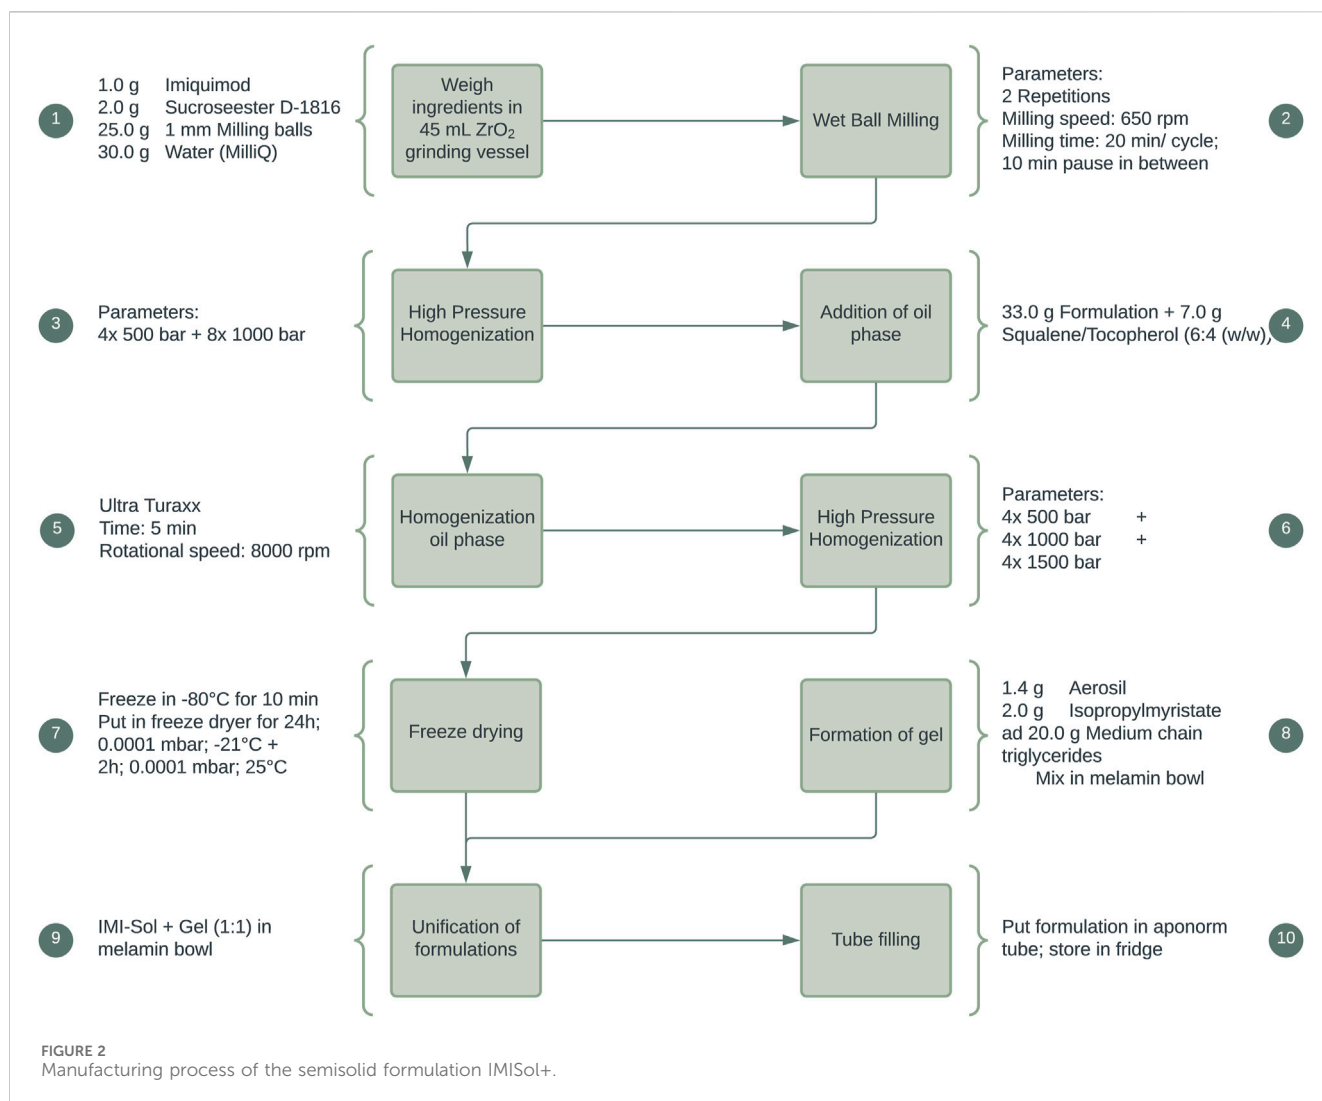 1
1.0 g Imiquimod
2.0 g Sucroseester D-1816
25.0 g 1 mm Milling balls
30.0 g Water (MilliQ)
Weigh
ingredients in
45 mL ZrO₂
grinding vessel
Wet Ball Milling
Parameters:
2 Repetitions
Milling speed: 650 rpm
Milling time: 20 min/ cycle;
10 min pause in between
2
3
Parameters:
4x 500 bar + 8x 1000 bar
High Pressure
Homogenization
Addition of oil
phase
33.0 g Formulation + 7.0 g
Squalene/Tocopherol (6:4 (w/w),
4
5
Ultra Turaxx
Time: 5 min
Rotational speed: 8000 rpm
Homogenization
oil phase
High Pressure
Homogenization
Parameters:
4x 500 bar +
4x 1000 bar +
4x 1500 bar
6
7
Freeze in -80°C for 10 min
Put in freeze dryer for 24h;
0.0001 mbar; -21°C +
2h; 0.0001 mbar; 25°C
Freeze drying
Formation of gel
1.4 g Aerosil
2.0 g Isopropylmyristate
ad 20.0 g Medium chain
triglycerides
Mix in melamin bowl
8
9
IMI-Sol + Gel (1:1) in
melamin bowl
Unification of
formulations
Tube filling
Put formulation in aponorm
tube; store in fridge
10
FIGURE 2
Manufacturing process of the semisolid formulation IMISol+.